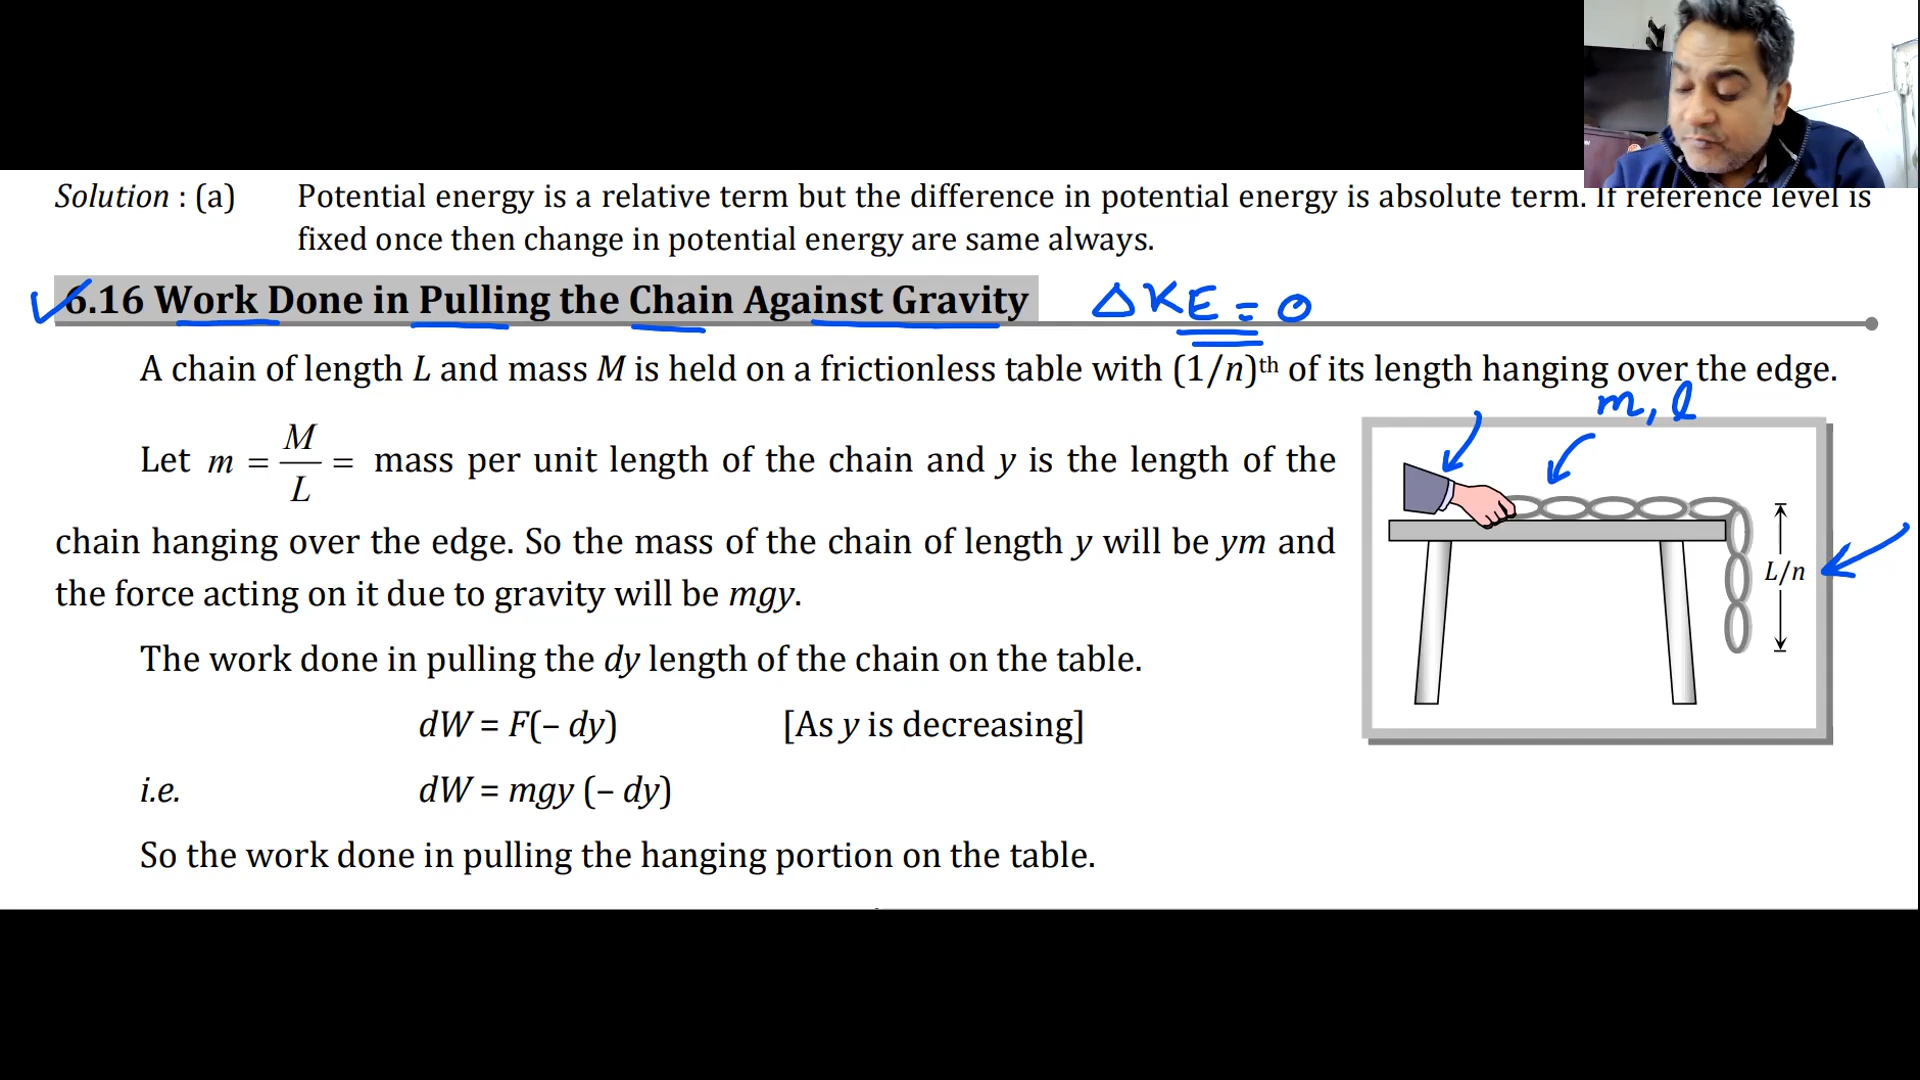 Solution : (a) Potential energy is a relative term but the difference in potential energy is absolute term. If reference level is
fixed once then change in potential energy are same always.
6.16 Work Done in Pulling the Chain Against Gravity ΔKE = 0
A chain of length L and mass M is held on a frictionless table with (1/n)th of its length hanging over the edge.
m, l
Let m = M/L = mass per unit length of the chain and y is the length of the
chain hanging over the edge. So the mass of the chain of length y will be ym and
L/n
the force acting on it due to gravity will be mgy.
The work done in pulling the dy length of the chain on the table.
dW = F(– dy) [As y is decreasing]
i.e. dW = mgy (– dy)
So the work done in pulling the hanging portion on the table.